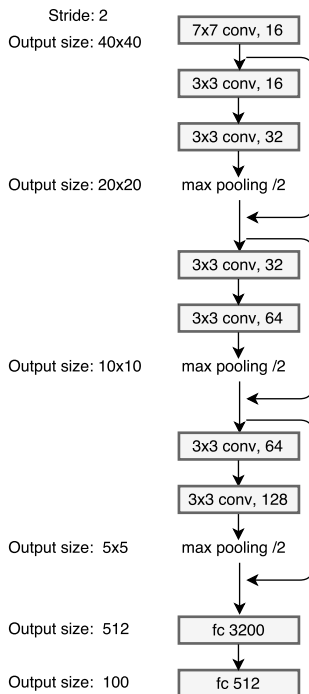 Stride: 2
7x7 conv, 16
Output size: 40x40
3x3 conv, 16
3x3 conv, 32
Output size: 20x20 max pooling /2
3x3 conv, 32
3x3 conv, 64
Output size: 10x10 max pooling /2
3x3 conv, 64
3x3 conv, 128
Output size: 5x5 max pooling /2
Output size: 512 fc 3200
Output size: 100 fc 512